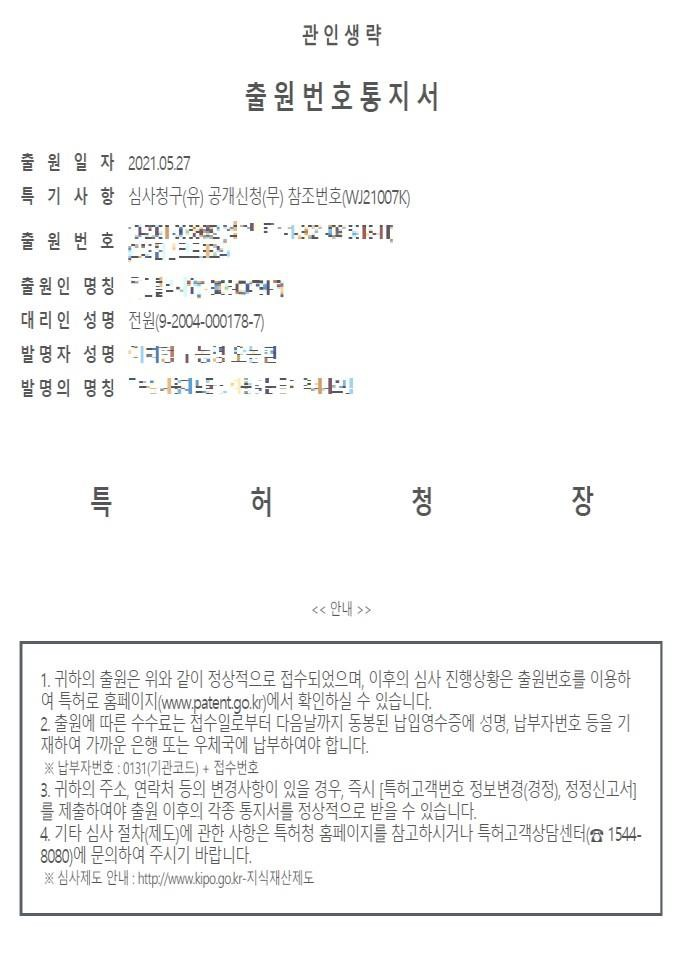 관 인 생 략
출 원 번 호 통 지 서
출 원 일 자 2021.05.27
특 기 사 항 심사청구(유) 공개신청(무) 참조번호(WJ21007K)
출 원 번 호
출원인 명칭
대리인 성명 전원(9-2004-000178-7)
발명자 성명
발명의 명칭
특 허 청 장
<< 안내 >>
1. 귀하의 출원은 위와 같이 정상적으로 접수되었으며, 이후의 심사 진행상황은 출원번호를 이용하
여 특허로 홈페이지(www.patent.go.kr)에서 확인하실 수 있습니다.
2. 출원에 따른 수수료는 접수일로부터 다음날까지 동봉된 납입영수증에 성명, 납부자번호 등을 기
재하여 가까운 은행 또는 우체국에 납부하여야 합니다.
※ 납부자번호 : 0131(기관코드) + 접수번호
3. 귀하의 주소, 연락처 등의 변경사항이 있을 경우, 즉시 [특허고객번호 정보변경(경정), 정정신고서]
를 제출하여야 출원 이후의 각종 통지서를 정상적으로 받을 수 있습니다.
4. 기타 심사 절차(제도)에 관한 사항은 특허청 홈페이지를 참고하시거나 특허고객상담센터(☎ 1544-
8080)에 문의하여 주시기 바랍니다.
※ 심사제도 안내 : http://www.kipo.go.kr-지식재산제도